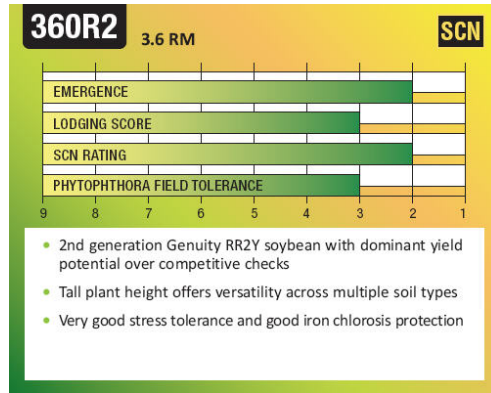 360R2
3.6 RM
SCN
EMERGENCE
LODGING SCORE
SCN RATING
PHYTOPHTHORA FIELD TOLERANCE
9 8 7 6 5 4 3 2 1
• 2nd generation Genuity RR2Y soybean with dominant yield
potential over competitive checks
• Tall plant height offers versatility across multiple soil types
• Very good stress tolerance and good iron chlorosis protection